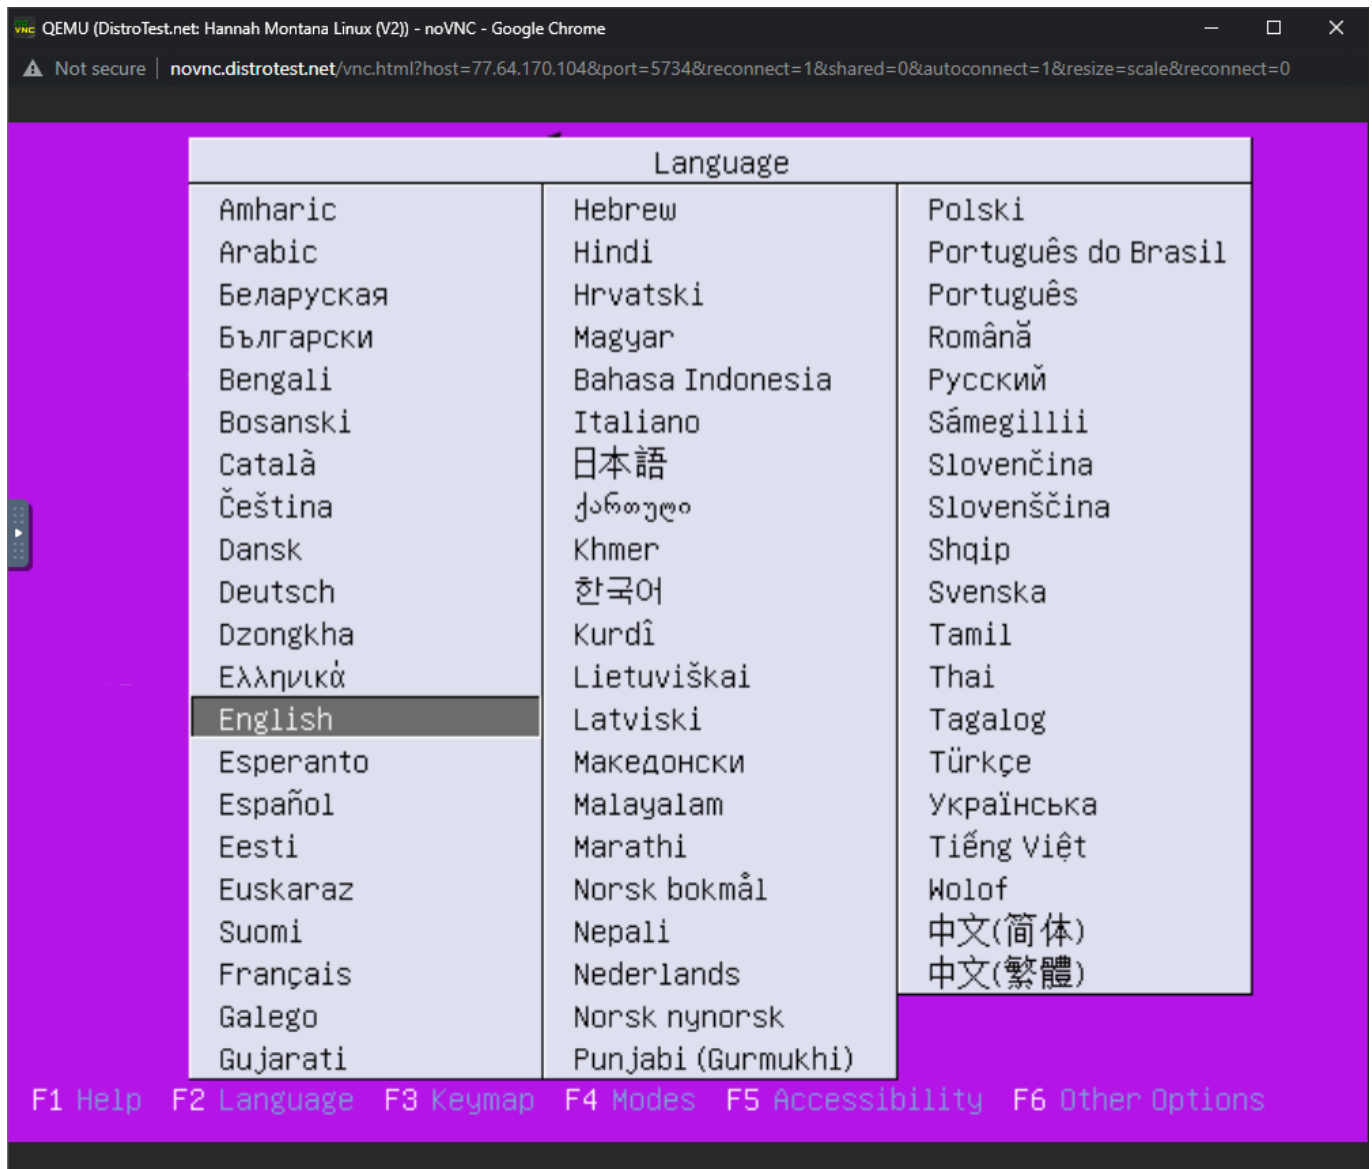 QEMU (DistroTest.net: Hannah Montana Linux (V2)) - noVNC - Google Chrome
Not secure | novnc.distrotest.net/vnc.html?host=77.64.170.104&port=5734&reconnect=1&shared=0&autoconnect=1&resize=scale&reconnect=0
Language
Amharic
Arabic
Беларуская
Български
Bengali
Bosanski
Català
Čeština
Dansk
Deutsch
Dzongkha
Ελληνικά
English
Esperanto
Español
Eesti
Euskaraz
Suomi
Français
Galego
Gujarati
Hebrew
Hindi
Hrvatski
Magyar
Bahasa Indonesia
Italiano
日本語
ქართული
Khmer
한국어
Kurdî
Lietuviškai
Latviski
Македонски
Malayalam
Marathi
Norsk bokmål
Nepali
Nederlands
Norsk nynorsk
Punjabi (Gurmukhi)
Polski
Português do Brasil
Português
Română
Русский
Sámegillii
Slovenčina
Slovenščina
Shqip
Svenska
Tamil
Thai
Tagalog
Türkçe
Українська
Tiếng Việt
Wolof
中文(简体)
中文(繁體)
F1 Help F2 Language F3 Keymap F4 Modes F5 Accessibility F6 Other Options